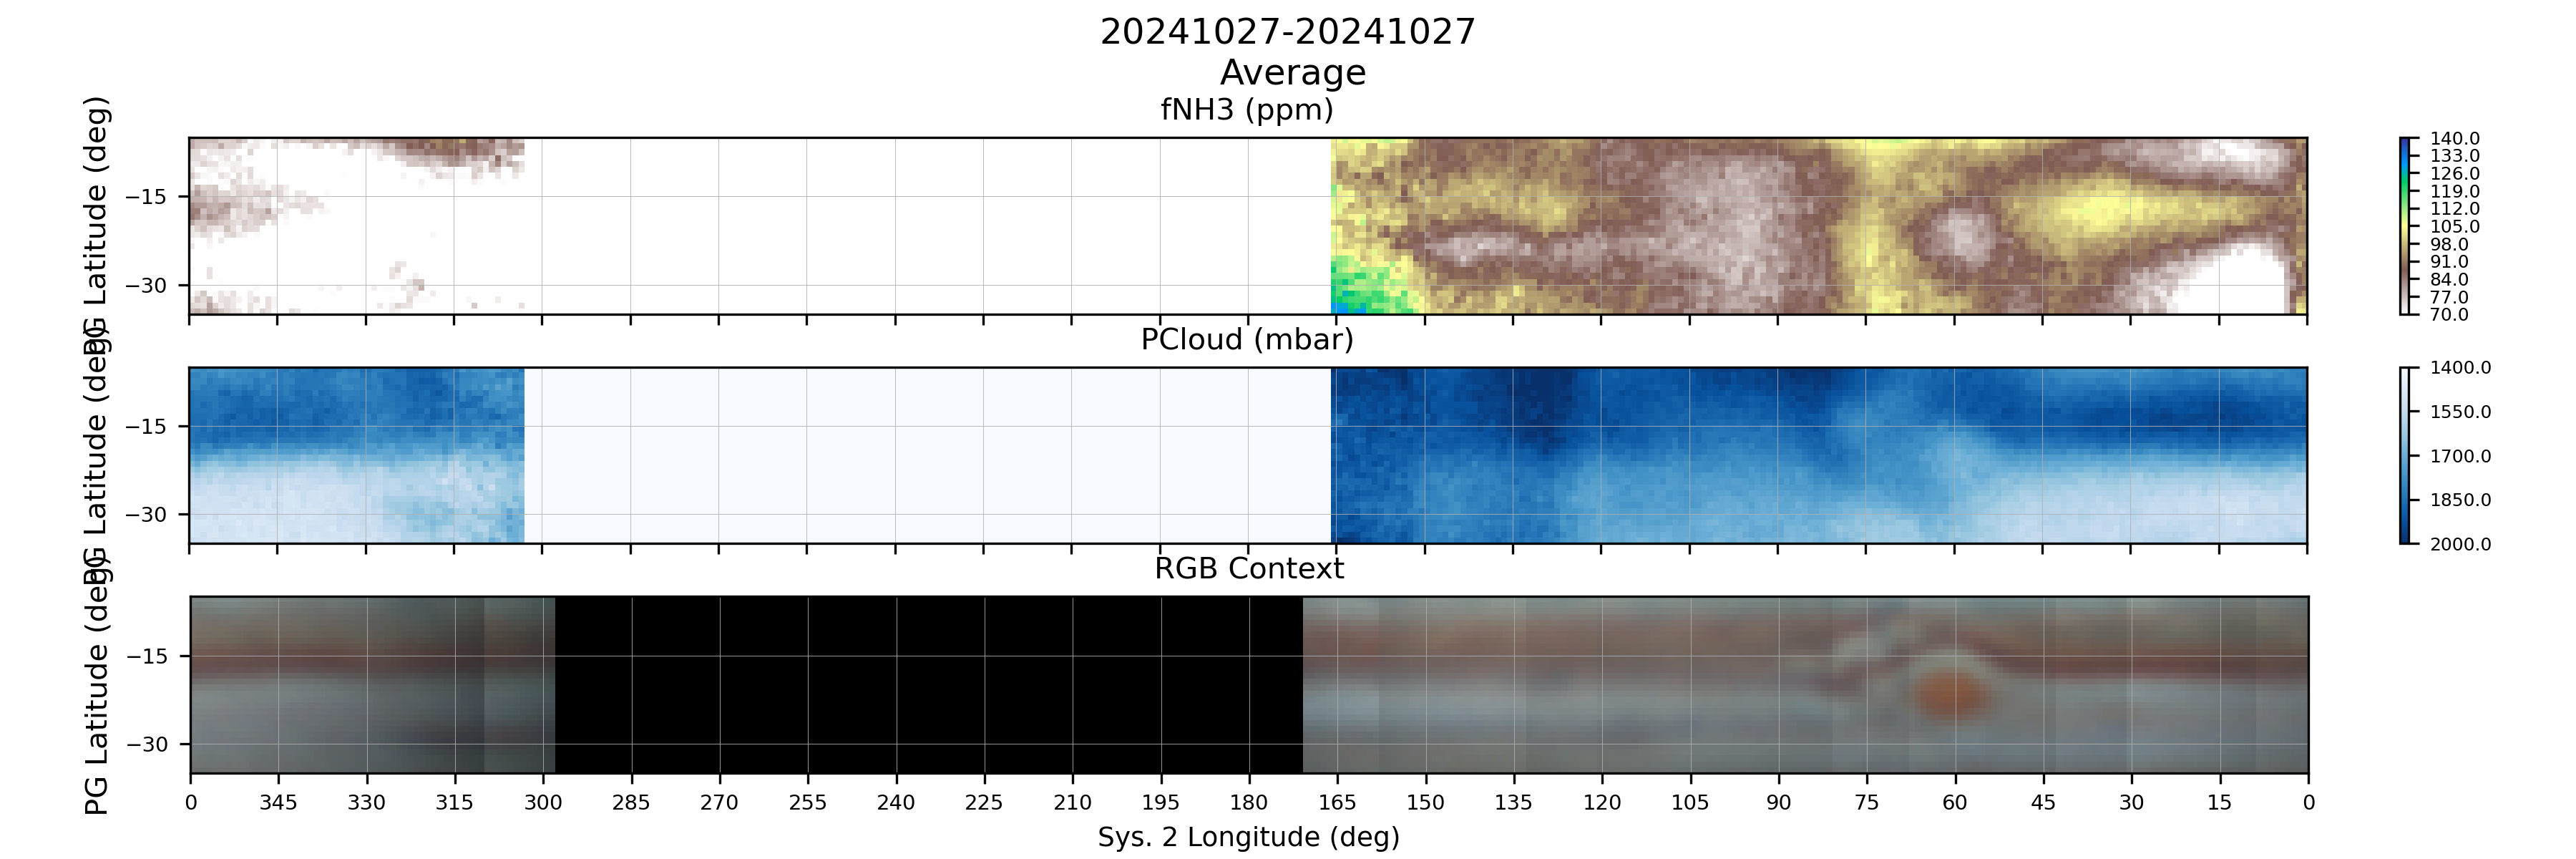 20241027-20241027
Average
fNH3 (ppm)
PG Latitude (deg)
−15
−30
140.0
133.0
126.0
119.0
112.0
105.0
98.0
91.0
84.0
77.0
70.0
PCloud (mbar)
PG Latitude (deg)
−15
−30
1400.0
1550.0
1700.0
1850.0
2000.0
RGB Context
PG Latitude (deg)
−15
−30
0 345 330 315 300 285 270 255 240 225 210 195 180 165 150 135 120 105 90 75 60 45 30 15 0
Sys. 2 Longitude (deg)